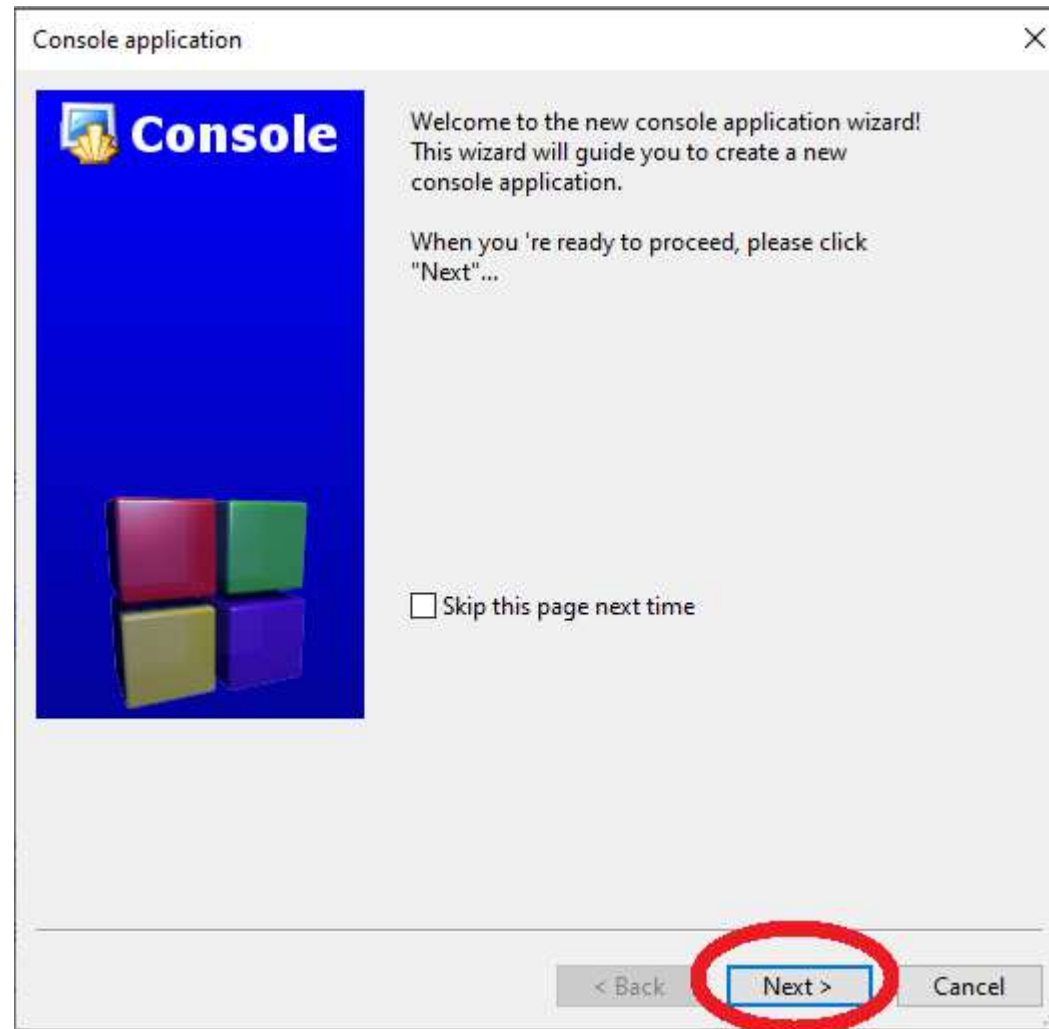 Console application
Console
Welcome to the new console application wizard!
This wizard will guide you to create a new
console application.
When you 're ready to proceed, please click
"Next"...
Skip this page next time
< Back
Next >
Cancel